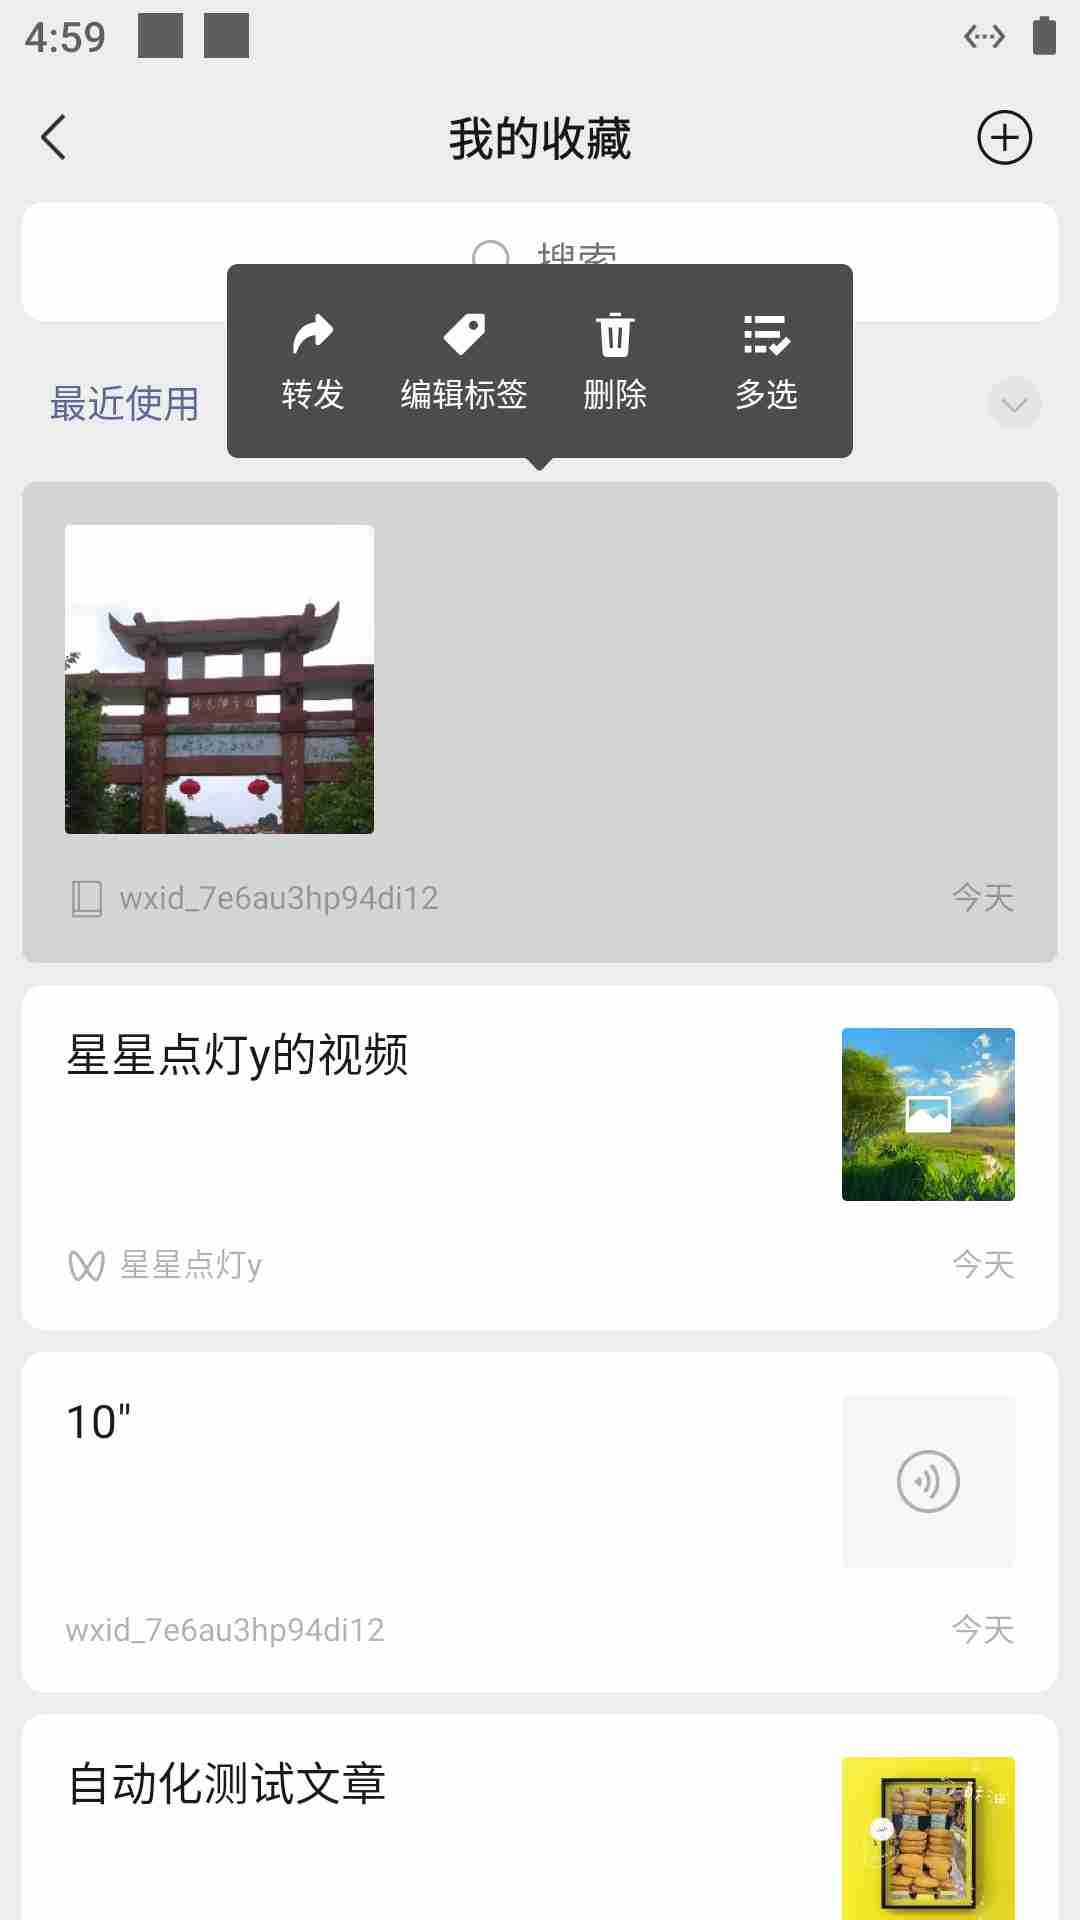 4:59
我的收藏
搜索
转发 编辑标签 删除 多选
最近使用
wxid_7e6au3hp94di12 今天
星星点灯y的视频
星星点灯y 今天
10"
wxid_7e6au3hp94di12 今天
自动化测试文章